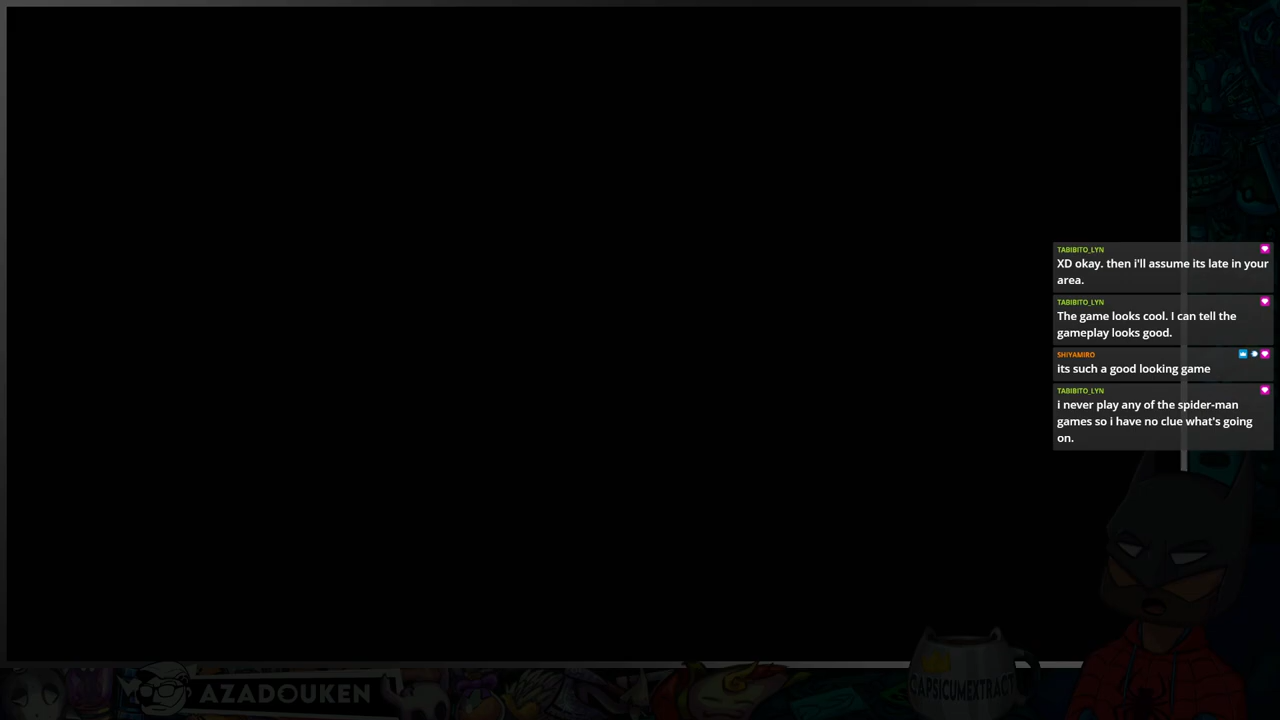 TABIBITO_LYN
XD okay. then i'll assume its late in your
area.
TABIBITO_LYN
The game looks cool. I can tell the
gameplay looks good.
SHIYAMIRO
its such a good looking game
TABIBITO_LYN
i never play any of the spider-man
games so i have no clue what's going
on.
CAPSICUMEXTRACT
AZADOUKEN